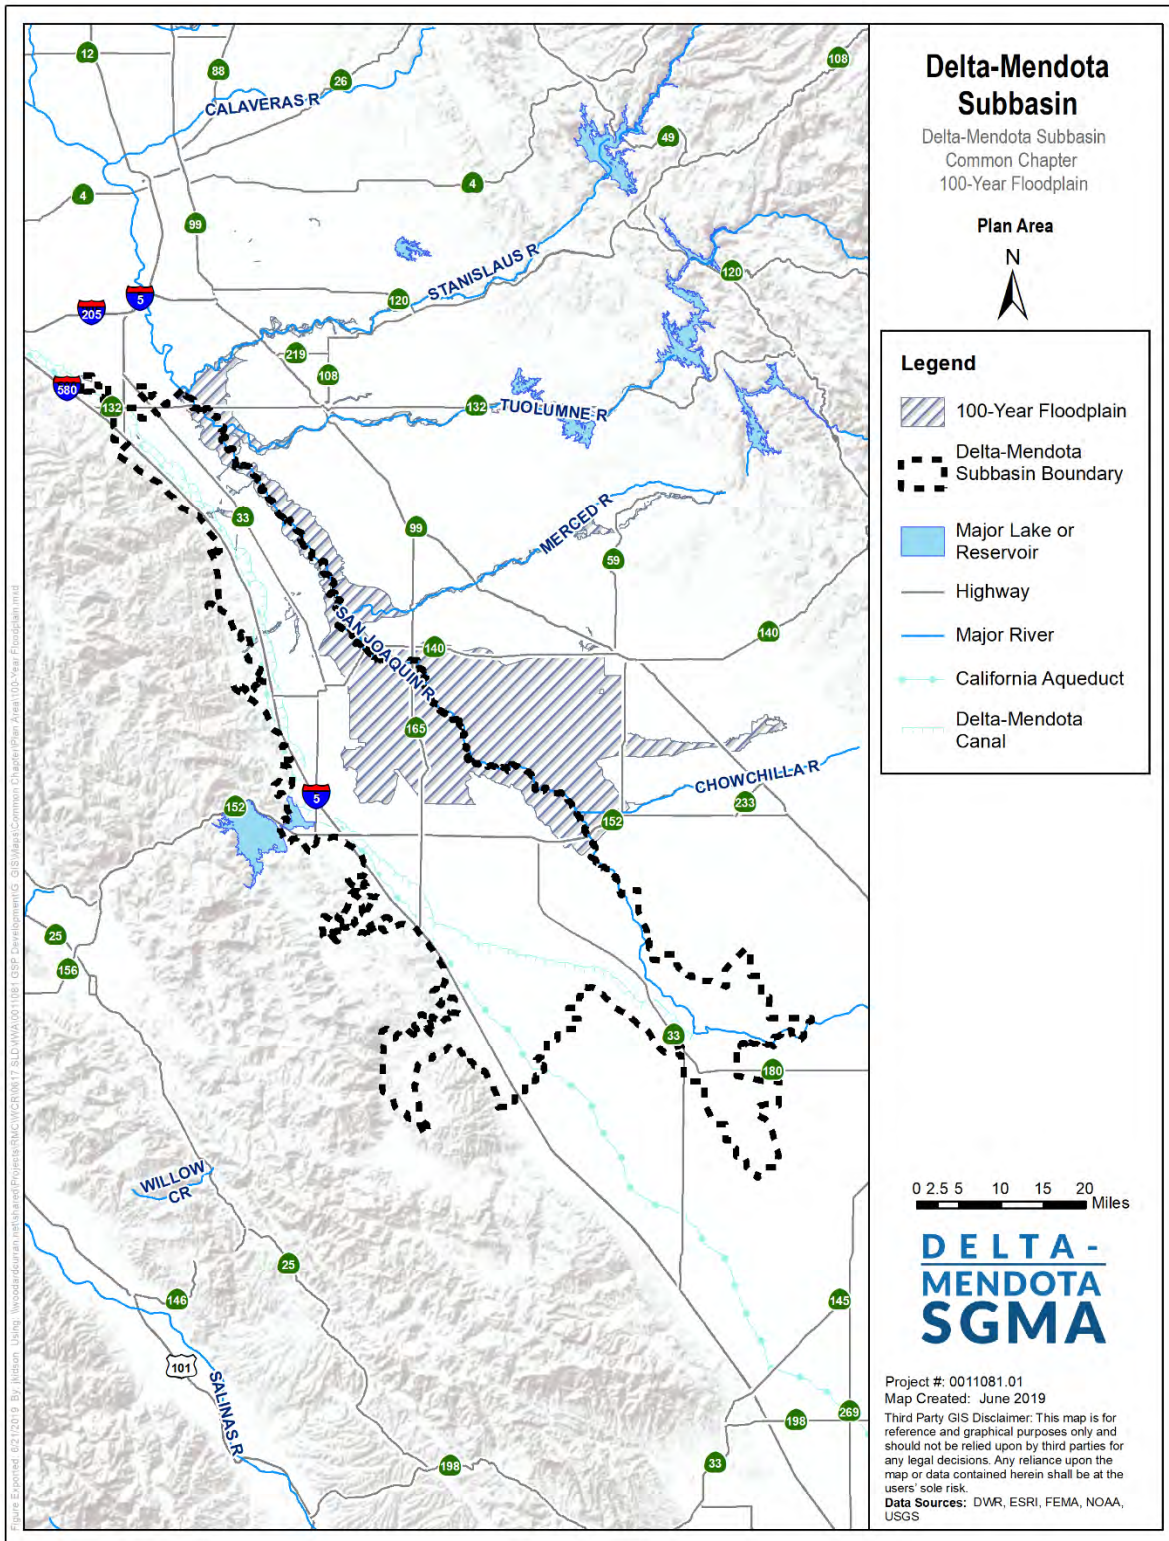 Delta-Mendota
Subbasin
Delta-Mendota Subbasin
Common Chapter
100-Year Floodplain
Plan Area
N
Legend
100-Year Floodplain
Delta-Mendota
Subbasin Boundary
Major Lake or
Reservoir
Highway
Major River
California Aqueduct
Delta-Mendota
Canal
0 2.5 5 10 15 20
Miles
DELTA-
MENDOTA
SGMA
Project #: 0011081.01
Map Created: June 2019
Third Party GIS Disclaimer: This map is for
reference and graphical purposes only and
should not be relied upon by third parties for
any legal decisions. Any reliance upon the
map or data contained herein shall be at the
users' sole risk.
Data Sources: DWR, ESRI, FEMA, NOAA,
USGS
12
88
26
108
CALAVERAS R
49
4
4
99
STANISLAUS R
120
5
205
120
219
108
580
132
132
TUOLUMNE R
33
99
MERCED R
59
SAN JOAQUIN R
140
140
165
CHOWCHILLA R
5
152
233
152
25
156
33
180
WILLOW
CR
25
146
145
101
SALINAS R
269
198
33
198